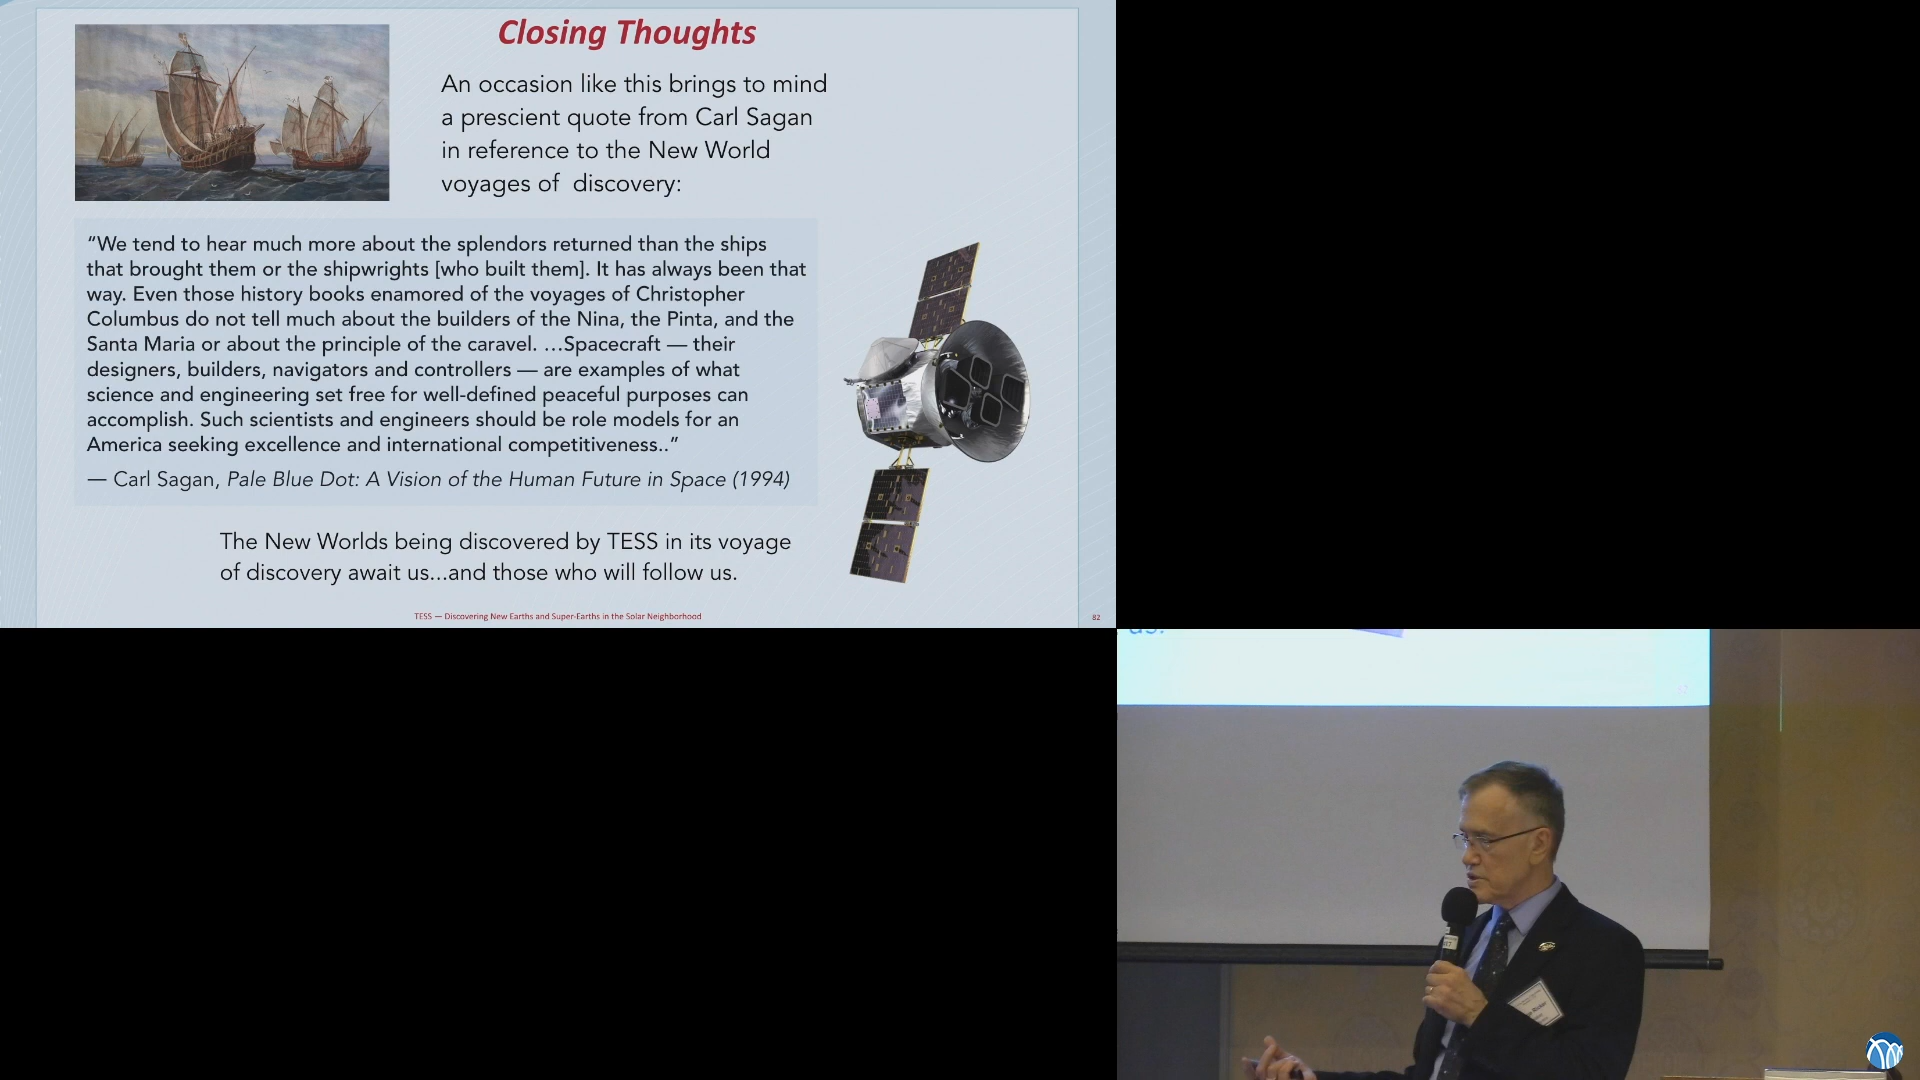 Closing Thoughts
An occasion like this brings to mind
a prescient quote from Carl Sagan
in reference to the New World
voyages of  discovery:
“We tend to hear much more about the splendors returned than the ships
that brought them or the shipwrights [who built them]. It has always been that
way. Even those history books enamored of the voyages of Christopher
Columbus do not tell much about the builders of the Nina, the Pinta, and the
Santa Maria or about the principle of the caravel. …Spacecraft — their
designers, builders, navigators and controllers — are examples of what
science and engineering set free for well-defined peaceful purposes can
accomplish. Such scientists and engineers should be role models for an
America seeking excellence and international competitiveness..”
— Carl Sagan, Pale Blue Dot: A Vision of the Human Future in Space (1994)
The New Worlds being discovered by TESS in its voyage
of discovery await us...and those who will follow us.
TESS — Discovering New Earths and Super-Earths in the Solar Neighborhood
82
us.